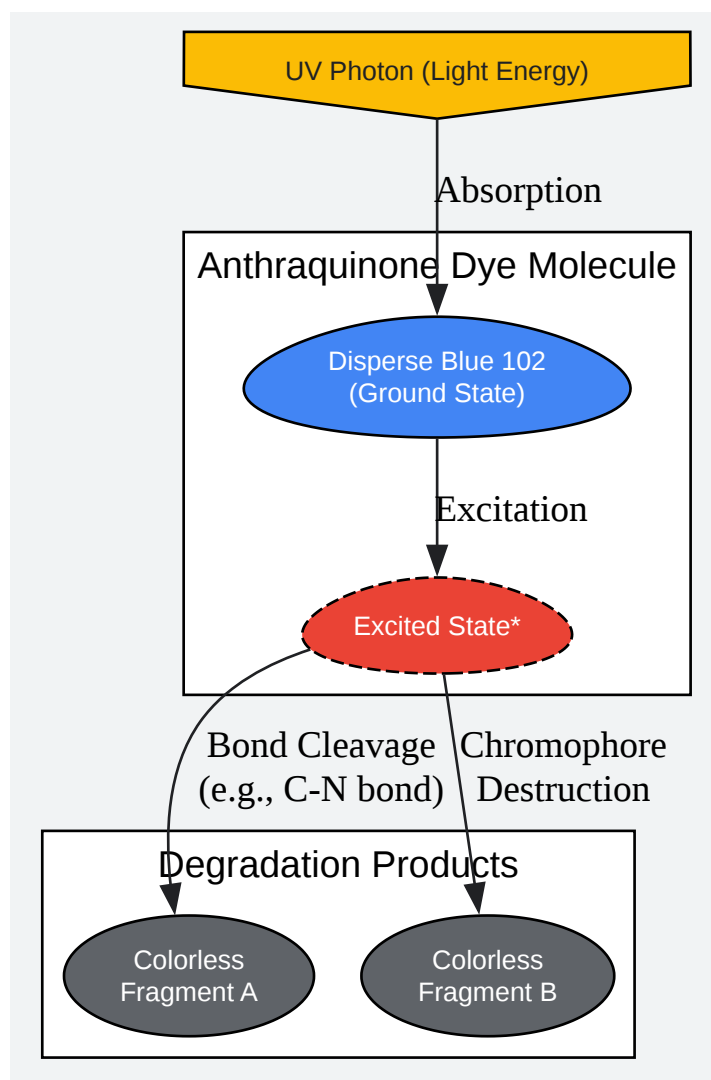 UV Photon (Light Energy)
Absorption
Anthraquinone Dye Molecule
Disperse Blue 102
(Ground State)
Excitation
Excited State*
Bond Cleavage
(e.g., C-N bond)
Chromophore
Destruction
Degradation Products
Colorless
Fragment A
Colorless
Fragment B